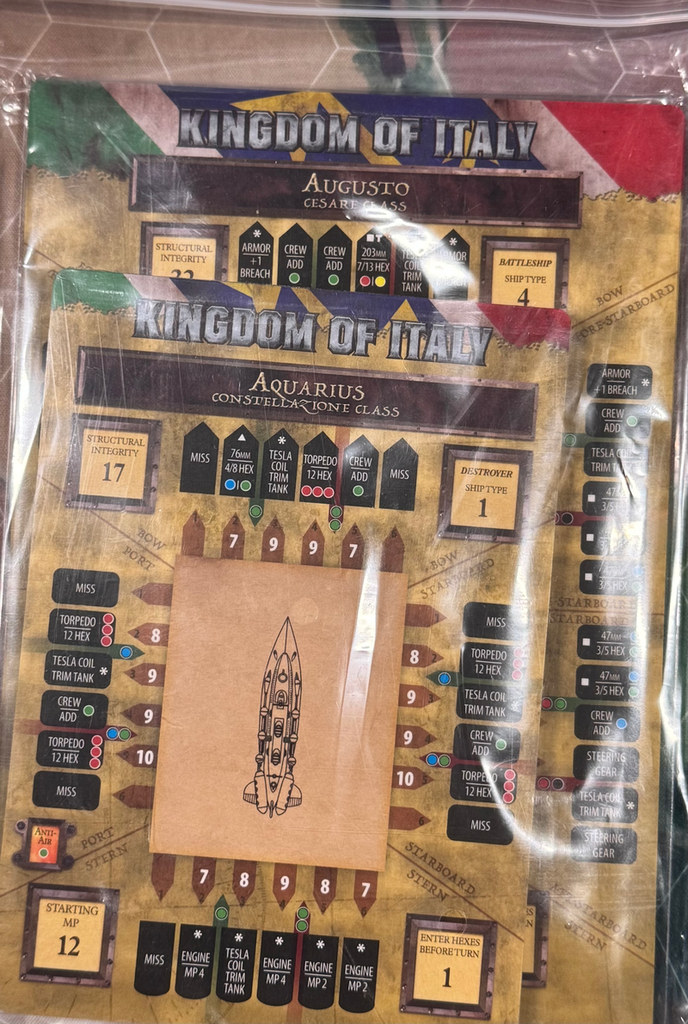 KINGDOM OF ITALY
AUGUSTO
CESARE CLASS
STRUCTURAL
INTEGRITY
*
ARMOR
+1
BREACH
CREW
ADD
CREW
ADD
203MM
7/13 HEX
COIL
TRIM
TANK
*
BATTLESHIP
SHIP TYPE
4
BOW
FORE-STARBOARD
ARMOR
+1 BREACH *
CREW
ADD
TESLA COIL
TRIM TANK
47
3/5
3/5 HEX
STARBOARD
STARBOARD
47MM
3/5 HEX
47MM
3/5 HEX
CREW
ADD
STEERING
GEAR
TESLA COIL
TRIM TANK *
STEERING
GEAR
STARBOARD
STERN
KINGDOM OF ITALY
AQUARIUS
CONSTELLAZIONE CLASS
STRUCTURAL
INTEGRITY
17
MISS
76MM
4/8 HEX
*
TESLA
COIL
TRIM
TANK
TORPEDO
12 HEX
CREW
ADD
MISS
DESTROYER
SHIP TYPE
1
7 9 9 7
BOW
PORT
BOW
STARBOARD
MISS
TORPEDO
12 HEX
8
TESLA COIL
TRIM TANK *
9
CREW
ADD
9
TORPEDO
12 HEX
10
MISS
MISS
8
TORPEDO
12 HEX
9
TESLA COIL
TRIM TANK
9
CREW
ADD
10
TORPEDO
12 HEX
MISS
ANTI-
AIR
PORT
STERN
STARBOARD
STERN
7 8 9 8 7
STARTING
MP
12
MISS
*
ENGINE
MP 4
TESLA
COIL
TRIM
TANK
*
ENGINE
MP 4
*
ENGINE
MP 2
*
ENGINE
MP 2
ENTER HEXES
BEFORE TURN
1